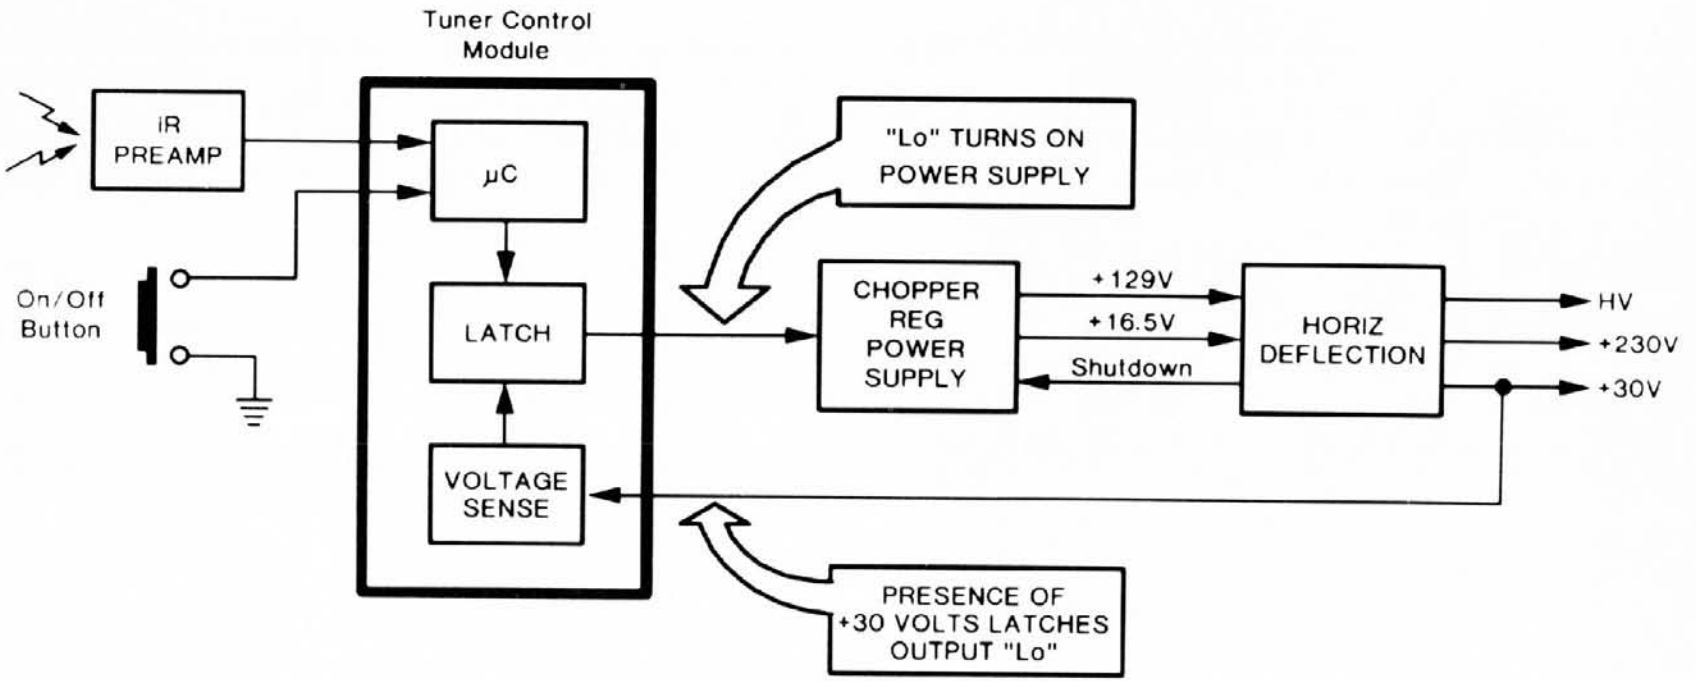 Tuner Control
Module
IR
PREAMP
µC
"Lo" TURNS ON
POWER SUPPLY
On/Off
Button
LATCH
CHOPPER
REG
POWER
SUPPLY
+129V
+16.5V
Shutdown
HORIZ
DEFLECTION
HV
+230V
+30V
VOLTAGE
SENSE
PRESENCE OF
+30 VOLTS LATCHES
OUTPUT "Lo"